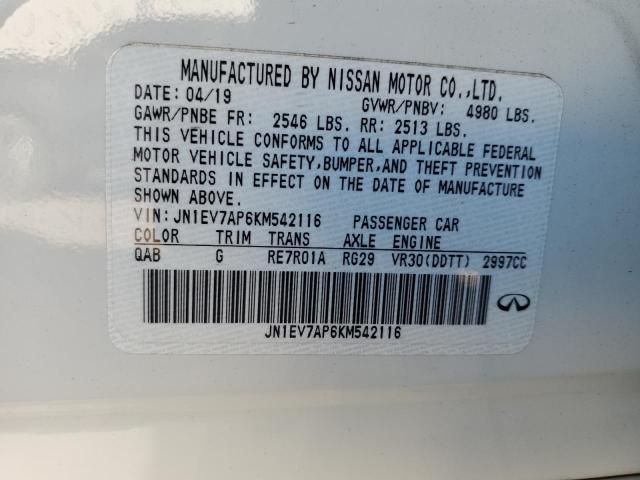 MANUFACTURED BY NISSAN MOTOR CO.,LTD.
DATE: 04/19 GVWR/PNBV: 4980 LBS.
GAWR/PNBE FR: 2546 LBS. RR: 2513 LBS.
THIS VEHICLE CONFORMS TO ALL APPLICABLE FEDERAL
MOTOR VEHICLE SAFETY,BUMPER,AND THEFT PREVENTION
STANDARDS IN EFFECT ON THE DATE OF MANUFACTURE
SHOWN ABOVE.
VIN:JN1EV7AP6KM542116 PASSENGER CAR
COLOR TRIM TRANS AXLE ENGINE
QAB G RE7R01A RG29 VR30(DDTT) 2997CC
JN1EV7AP6KM542116